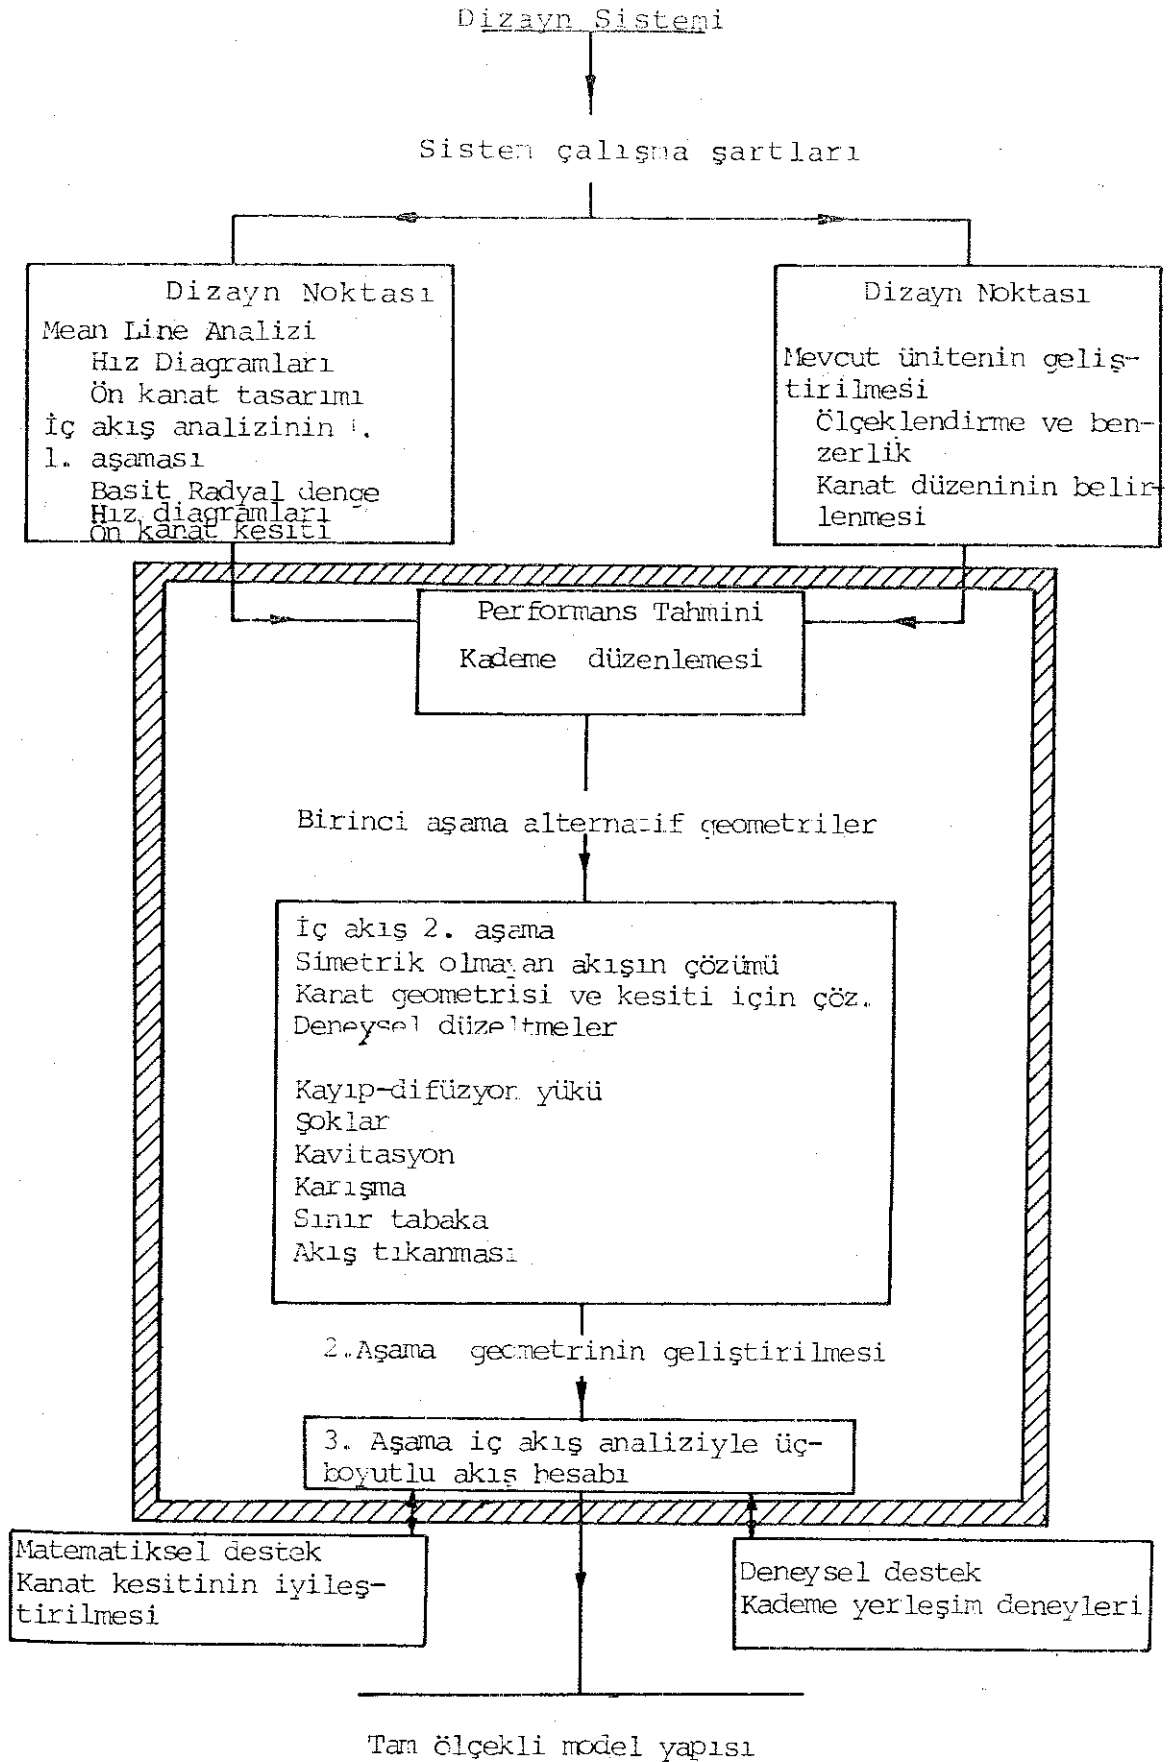 Dizayn Sistemi
Sistem çalışma şartları
Dizayn Noktası
Mean Line Analizi
Hız Diagramları
Ön kanat tasarımı
İç akış analizinin
1. aşaması
Basit Radyal denge
Hız diagramları
Ön kanat kesiti
Dizayn Noktası
Mevcut ünitenin geliş-
tirilmesi
Ölçeklendirme ve ben-
zerlik
Kanat düzeninin belir-
lenmesi
Performans Tahmini
Kademe düzenlemesi
Birinci aşama alternatif geometriler
İç akış 2. aşama
Simetrik olmayan akışın çözümü
Kanat geometrisi ve kesiti için çöz.
Deneysel düzeltmeler
Kayıp-difüzyon yükü
Şoklar
Kavitasyon
Karışma
Sınır tabaka
Akış tıkanması
2.Aşama geometrinin geliştirilmesi
3. Aşama iç akış analiziyle üç-
boyutlu akış hesabı
Matematiksel destek
Kanat kesitinin iyileş-
tirilmesi
Deneysel destek
Kademe yerleşim deneyleri
Tam ölçekli model yapısı